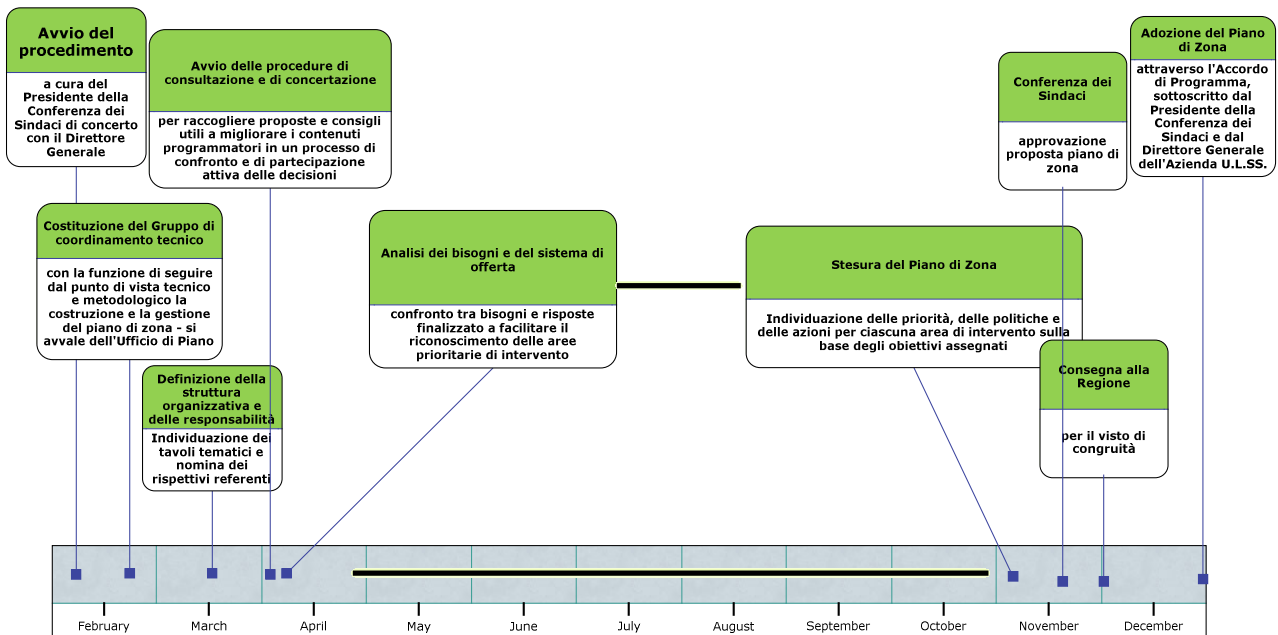 Avvio del
procedimento
a cura del
Presidente della
Conferenza dei
Sindaci di concerto
con il Direttore
Generale
Avvio delle procedure di
consultazione e di concertazione
per raccogliere proposte e consigli
utili a migliorare i contenuti
programmatori in un processo di
confronto e di partecipazione
attiva delle decisioni
Costituzione del Gruppo di
coordinamento tecnico
con la funzione di seguire
dal punto di vista tecnico
e metodologico la
costruzione e la gestione
del piano di zona - si
avvale dell'Ufficio di Piano
Definizione della
struttura
organizzativa e
delle responsabilità
Individuazione dei
tavoli tematici e
nomina dei
rispettivi referenti
Analisi dei bisogni e del sistema di
offerta
confronto tra bisogni e risposte
finalizzato a facilitare il
riconoscimento delle aree
prioritarie di intervento
Stesura del Piano di Zona
Individuazione delle priorità, delle politiche e
delle azioni per ciascuna area di intervento sulla
base degli obiettivi assegnati
Conferenza dei
Sindaci
approvazione
proposta piano di
zona
Consegna alla
Regione
per il visto di
congruità
Adozione del Piano
di Zona
attraverso l'Accordo
di Programma,
sottoscritto dal
Presidente della
Conferenza dei
Sindaci e dal
Direttore Generale
dell'Azienda U.L.SS.
February March April May June July August September October November December